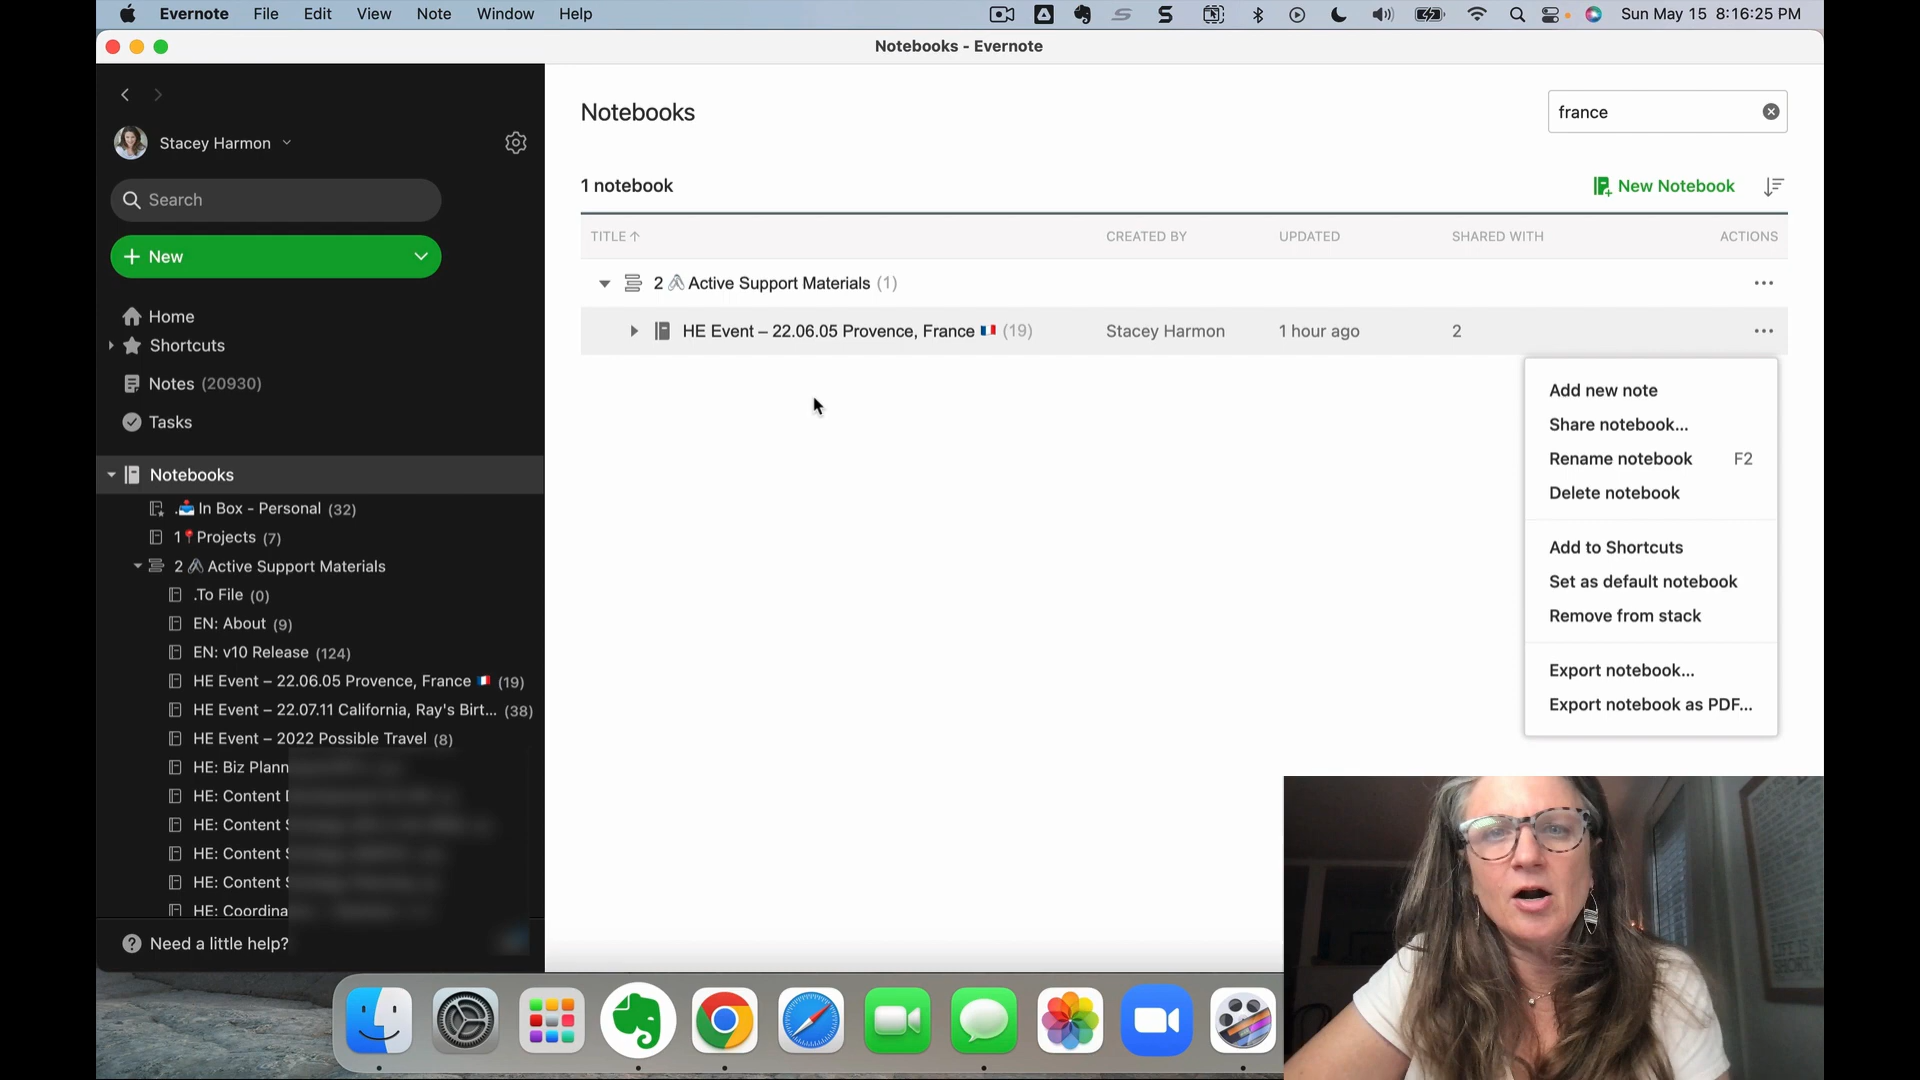 Evernote File Edit View Note Window Help
Sun May 15 8:16:25 PM
Notebooks - Evernote
Stacey Harmon
Search
New
Home
Shortcuts
Notes (20930)
Tasks
Notebooks
. In Box - Personal (32)
1 Projects (7)
2 Active Support Materials
.To File (0)
EN: About (9)
EN: v10 Release (124)
HE Event – 22.06.05 Provence, France (19)
HE Event – 22.07.11 California, Ray's Birt... (38)
HE Event – 2022 Possible Travel (8)
HE: Biz Plann
HE: Content
HE: Content S
HE: Content S
HE: Content S
HE: Coordina
Need a little help?
Notebooks
france
1 notebook
New Notebook
TITLE CREATED BY UPDATED SHARED WITH ACTIONS
2 Active Support Materials (1)
HE Event – 22.06.05 Provence, France (19) Stacey Harmon 1 hour ago 2
Add new note
Share notebook...
Rename notebook F2
Delete notebook
Add to Shortcuts
Set as default notebook
Remove from stack
Export notebook...
Export notebook as PDF...